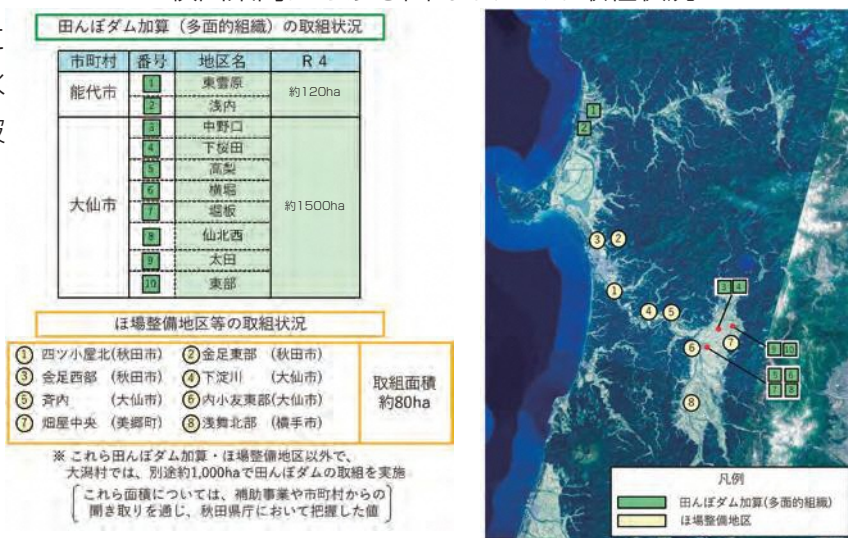 田んぼダム加算（多面的組織）の取組状況
市町村 番号 地区名 R４
能代市 1 東雲原 約120ha
2 浅内
大仙市 3 中野口 約1500ha
4 下桜田
5 高梨
6 横堀
7 堀板
8 仙北西
9 太田
10 東部
ほ場整備地区等の取組状況
① 四ツ小屋北(秋田市) ②金足東部 (秋田市)
③ 金足西部 (秋田市) ④下淀川 (大仙市)
⑤ 斉内 (大仙市) ⑥内小友東部(大仙市)
⑦ 畑屋中央 (美郷町) ⑧浅舞北部 (横手市)
取組面積
約80ha
※ これら田んぼダム加算・ほ場整備地区以外で、
大潟村では、別途約1,000haで田んぼダムの取組を実施
これら面積については、補助事業や市町村からの
聞き取りを通じ、秋田県庁において把握した値
1
2
③ ②
①
④ ⑤
3 4
⑥ ⑦
9 10
5 6
7 8
⑧
凡例
田んぼダム加算(多面的組織)
ほ場整備地区